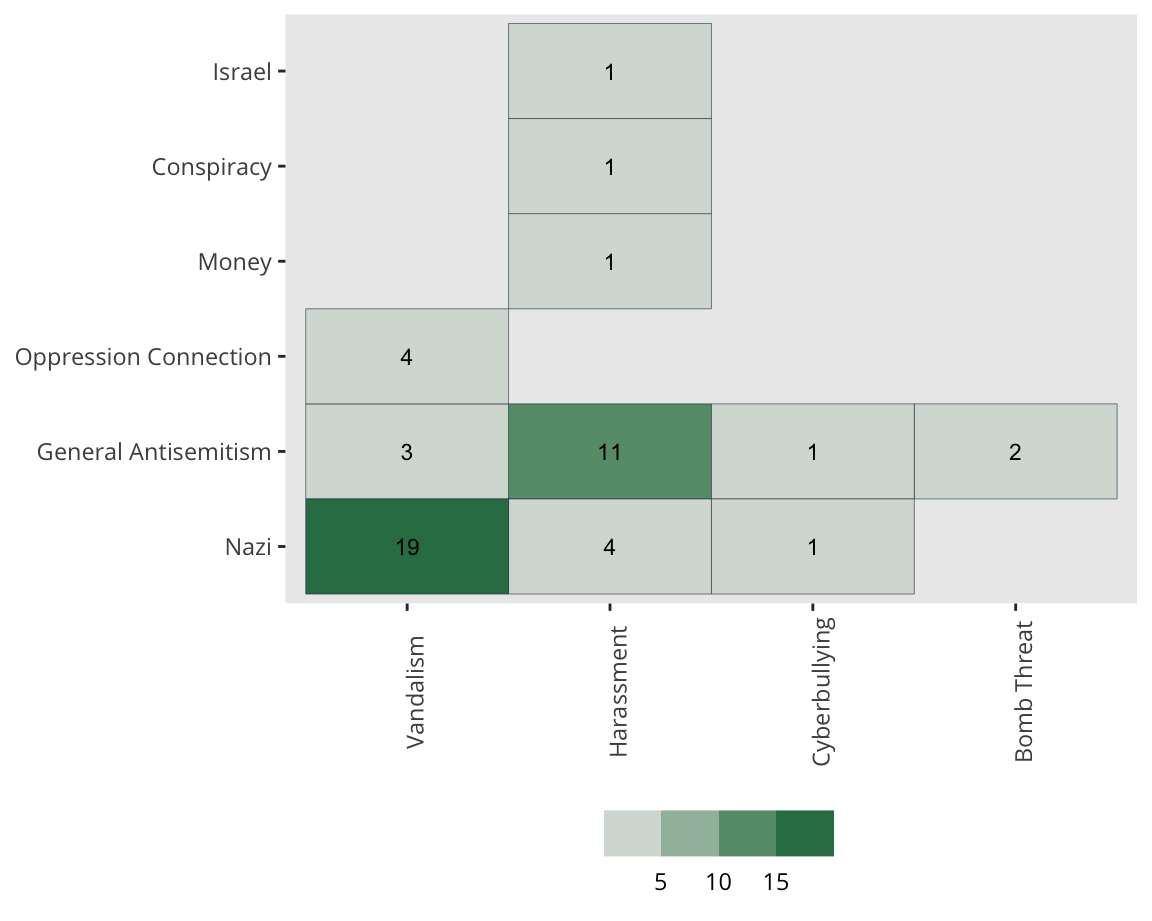 Israel
1
Conspiracy
1
Money
1
Oppression Connection
4
General Antisemitism
3 11 1 2
Nazi
19 4 1
Vandalism
Harassment
Cyberbullying
Bomb Threat
5 10 15